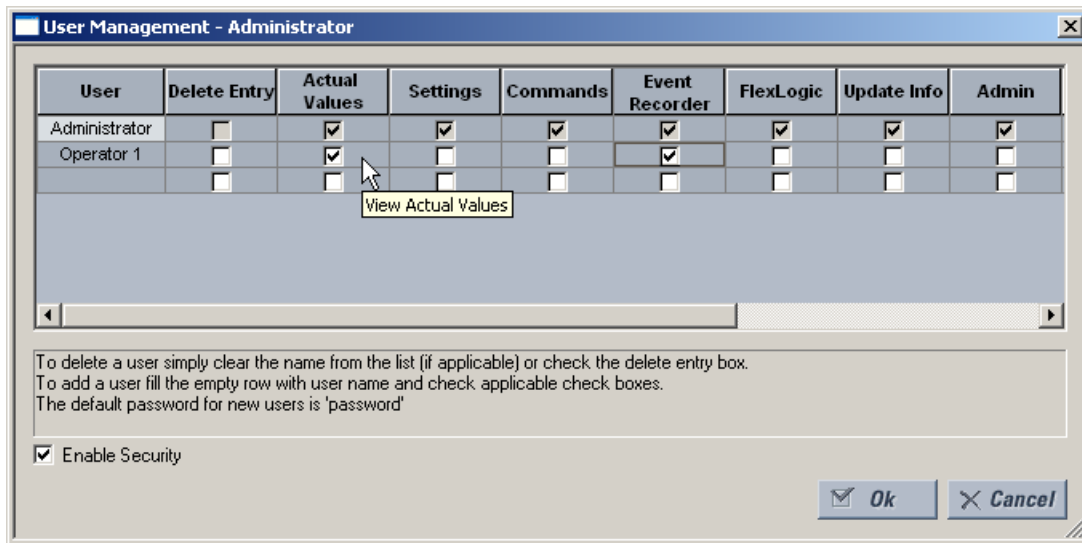 User Management - Administrator
User Delete Entry Actual Values Settings Commands Event Recorder FlexLogic Update Info Admin
Administrator
Operator 1
View Actual Values
To delete a user simply clear the name from the list (if applicable) or check the delete entry box.
To add a user fill the empty row with user name and check applicable check boxes.
The default password for new users is 'password'
Enable Security
Ok Cancel